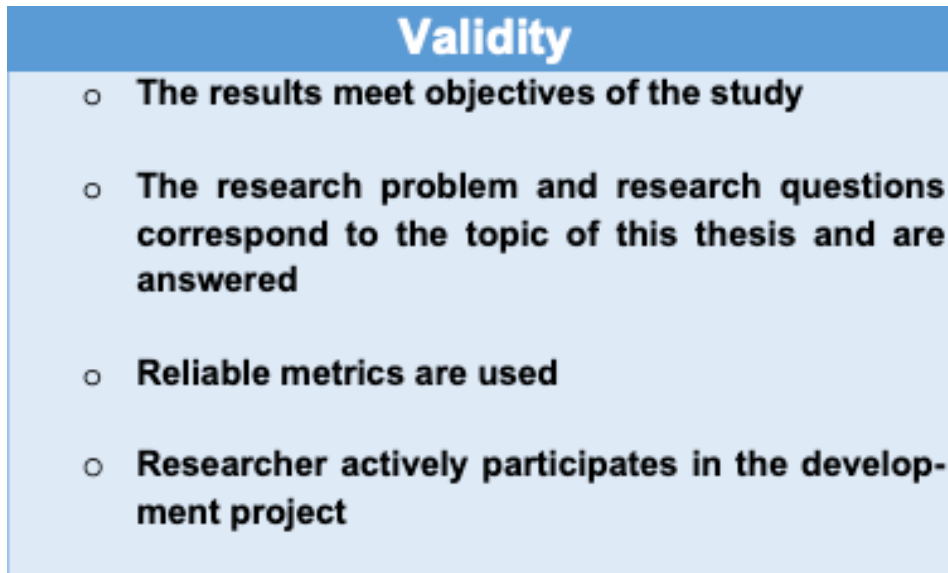 Validity
o The results meet objectives of the study
o The research problem and research questions
correspond to the topic of this thesis and are
answered
o Reliable metrics are used
o Researcher actively participates in the develop-
ment project